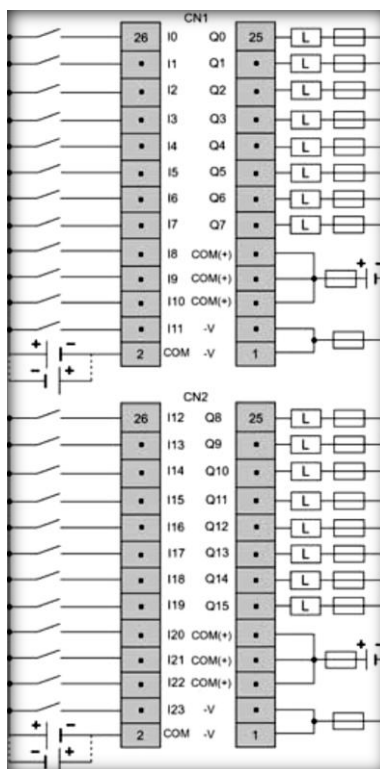 CN1
26 I0 Q0 25 L
I1 Q1 L
I2 Q2 L
I3 Q3 L
I4 Q4 L
I5 Q5 L
I6 Q6 L
I7 Q7 L
I8 COM(+)
I9 COM(+) + -
I10 COM(+)
I11 -V
+ -
2 COM -V 1
- +
CN2
26 I12 Q8 25 L
I13 Q9 L
I14 Q10 L
I15 Q11 L
I16 Q12 L
I17 Q13 L
I18 Q14 L
I19 Q15 L
I20 COM(+)
I21 COM(+) + -
I22 COM(+)
I23 -V
+ -
2 COM -V 1
- +